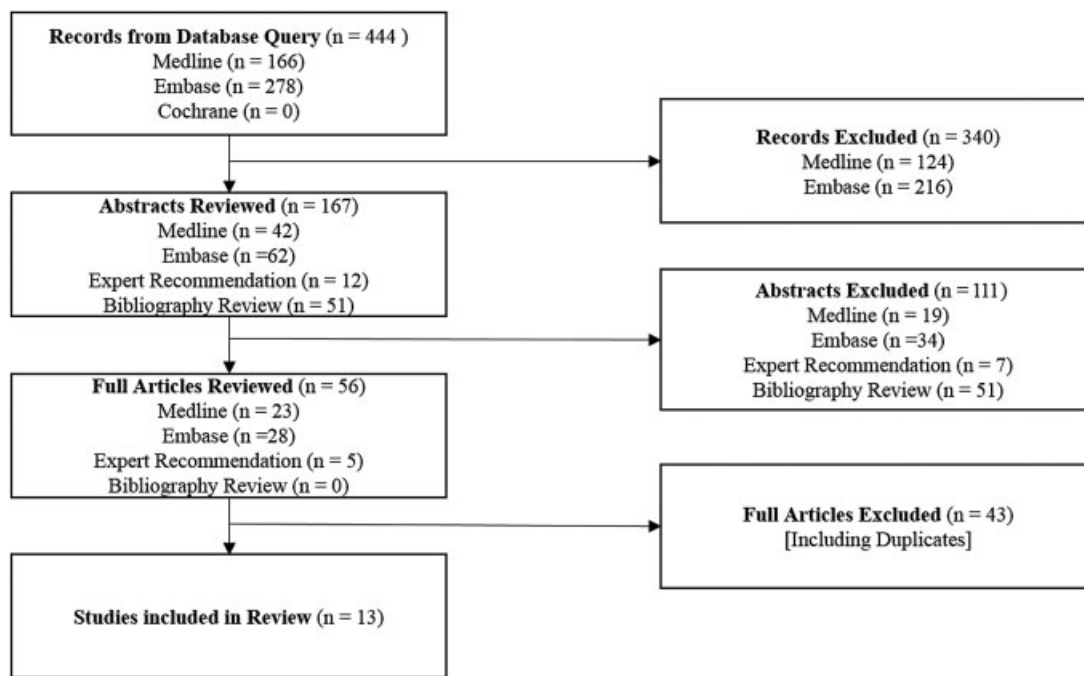 Records from Database Query (n = 444 )
Medline (n = 166)
Embase (n = 278)
Cochrane (n = 0)
Records Excluded (n = 340)
Medline (n = 124)
Embase (n = 216)
Abstracts Reviewed (n = 167)
Medline (n = 42)
Embase (n =62)
Expert Recommendation (n = 12)
Bibliography Review (n = 51)
Abstracts Excluded (n = 111)
Medline (n = 19)
Embase (n =34)
Expert Recommendation (n = 7)
Bibliography Review (n = 51)
Full Articles Reviewed (n = 56)
Medline (n = 23)
Embase (n =28)
Expert Recommendation (n = 5)
Bibliography Review (n = 0)
Full Articles Excluded (n = 43)
[Including Duplicates]
Studies included in Review (n = 13)